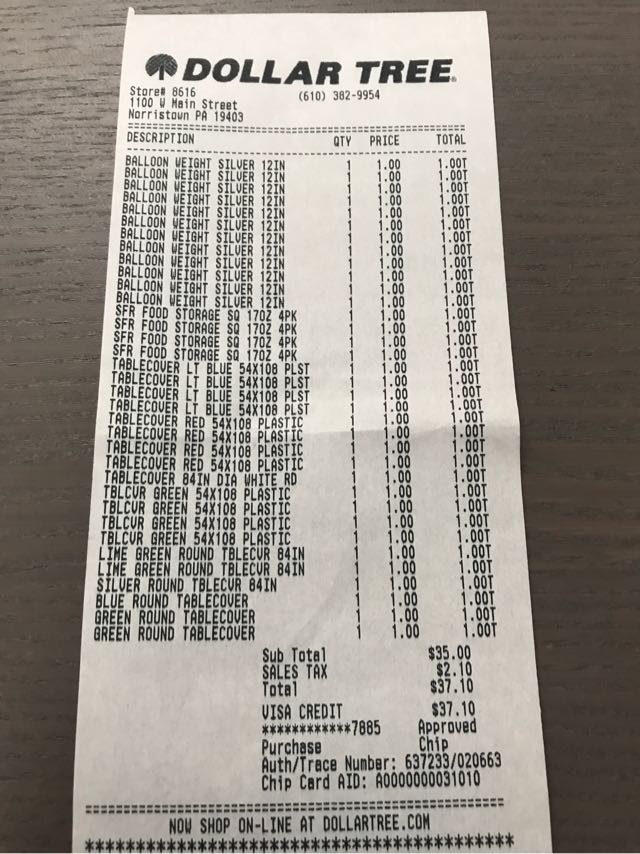 DOLLAR TREE
Store# 8616 (610) 382-9954
1100 W Main Street
Norristown PA 19403
==============================================
DESCRIPTION QTY PRICE TOTAL
BALLOON WEIGHT SILVER 12IN 1 1.00 1.00T
BALLOON WEIGHT SILVER 12IN 1 1.00 1.00T
BALLOON WEIGHT SILVER 12IN 1 1.00 1.00T
BALLOON WEIGHT SILVER 12IN 1 1.00 1.00T
BALLOON WEIGHT SILVER 12IN 1 1.00 1.00T
BALLOON WEIGHT SILVER 12IN 1 1.00 1.00T
BALLOON WEIGHT SILVER 12IN 1 1.00 1.00T
BALLOON WEIGHT SILVER 12IN 1 1.00 1.00T
BALLOON WEIGHT SILVER 12IN 1 1.00 1.00T
BALLOON WEIGHT SILVER 12IN 1 1.00 1.00T
BALLOON WEIGHT SILVER 12IN 1 1.00 1.00T
BALLOON WEIGHT SILVER 12IN 1 1.00 1.00T
SFR FOOD STORAGE SQ 17OZ 4PK 1 1.00 1.00T
SFR FOOD STORAGE SQ 17OZ 4PK 1 1.00 1.00T
SFR FOOD STORAGE SQ 17OZ 4PK 1 1.00 1.00T
SFR FOOD STORAGE SQ 17OZ 4PK 1 1.00 1.00T
TABLECOVER LT BLUE 54X108 PLST 1 1.00 1.00T
TABLECOVER LT BLUE 54X108 PLST 1 1.00 1.00T
TABLECOVER LT BLUE 54X108 PLST 1 1.00 1.00T
TABLECOVER LT BLUE 54X108 PLST 1 1.00 1.00T
TABLECOVER RED 54X108 PLASTIC 1 1.00 1.00T
TABLECOVER RED 54X108 PLASTIC 1 1.00 1.00T
TABLECOVER RED 54X108 PLASTIC 1 1.00 1.00T
TABLECOVER RED 54X108 PLASTIC 1 1.00 1.00T
TABLECOVER 84IN DIA WHITE RD 1 1.00 1.00T
TBLCVR GREEN 54X108 PLASTIC 1 1.00 1.00T
TBLCVR GREEN 54X108 PLASTIC 1 1.00 1.00T
TBLCVR GREEN 54X108 PLASTIC 1 1.00 1.00T
TBLCVR GREEN 54X108 PLASTIC 1 1.00 1.00T
LIME GREEN ROUND TBLECVR 84IN 1 1.00 1.00T
LIME GREEN ROUND TBLECVR 84IN 1 1.00 1.00T
SILVER ROUND TBLECVR 84IN 1 1.00 1.00T
BLUE ROUND TABLECOVER 1 1.00 1.00T
GREEN ROUND TABLECOVER 1 1.00 1.00T
GREEN ROUND TABLECOVER 1 1.00 1.00T
Sub Total $35.00
SALES TAX $2.10
Total $37.10
VISA CREDIT $37.10
************7885 Approved
Purchase Chip
Auth/Trace Number: 637233/020663
Chip Card AID: A0000000031010
==============================================
NOW SHOP ON-LINE AT DOLLARTREE.COM
**********************************************